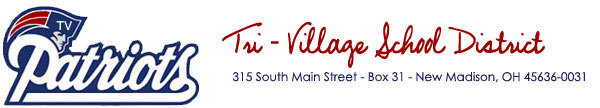 TV
Patriots
Tri - Village School District
315 South Main Street - Box 31 - New Madison, OH 45636-0031